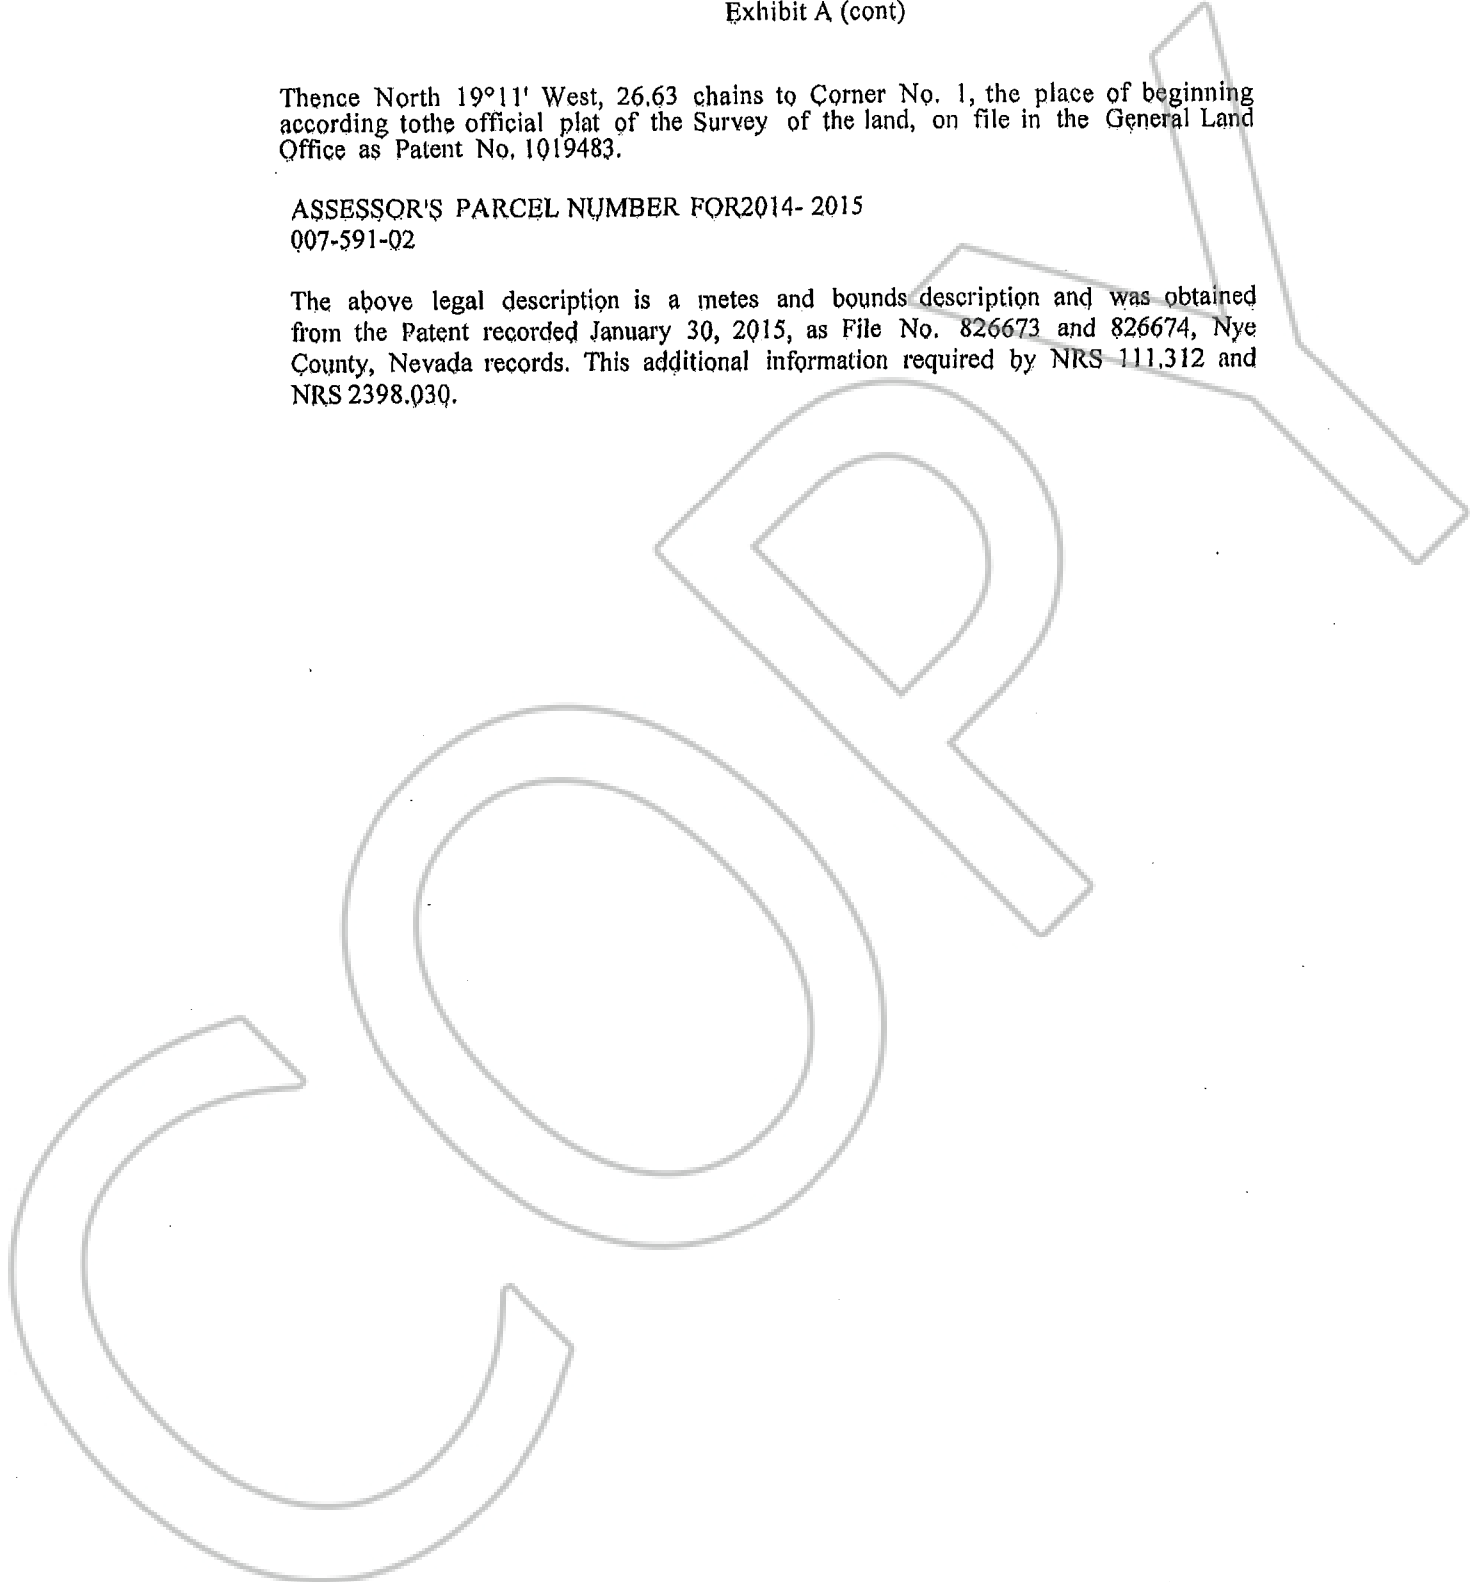 Exhibit A (cont)
Thence North 19°11' West, 26.63 chains to Corner No. 1, the place of beginning
according tothe official plat of the Survey of the land, on file in the General Land
Office as Patent No. 1019483.
ASSESSOR'S PARCEL NUMBER FOR2014- 2015
007-591-02
The above legal description is a metes and bounds description and was obtained
from the Patent recorded January 30, 2015, as File No. 826673 and 826674, Nye
County, Nevada records. This additional information required by NRS 111.312 and
NRS 2398.030.
COPY